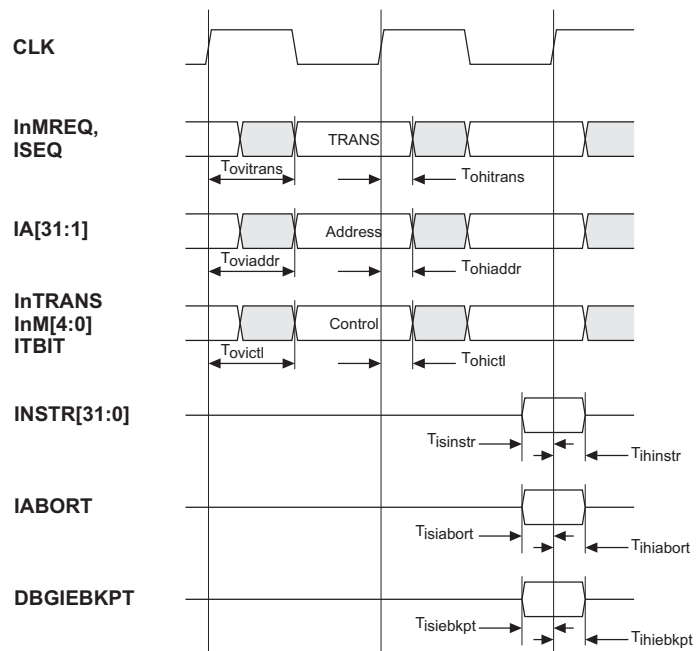 CLK
InMREQ,
ISEQ
TRANS
Tovitrans
Tohitrans
IA[31:1]
Address
Toviaddr
Tohiaddr
InTRANS
InM[4:0]
ITBIT
Control
Tovictl
Tohictl
INSTR[31:0]
Tisinstr
Tihinstr
IABORT
Tisiabort
Tihiabort
DBGIEBKPT
Tisiebkpt
Tihiebkpt